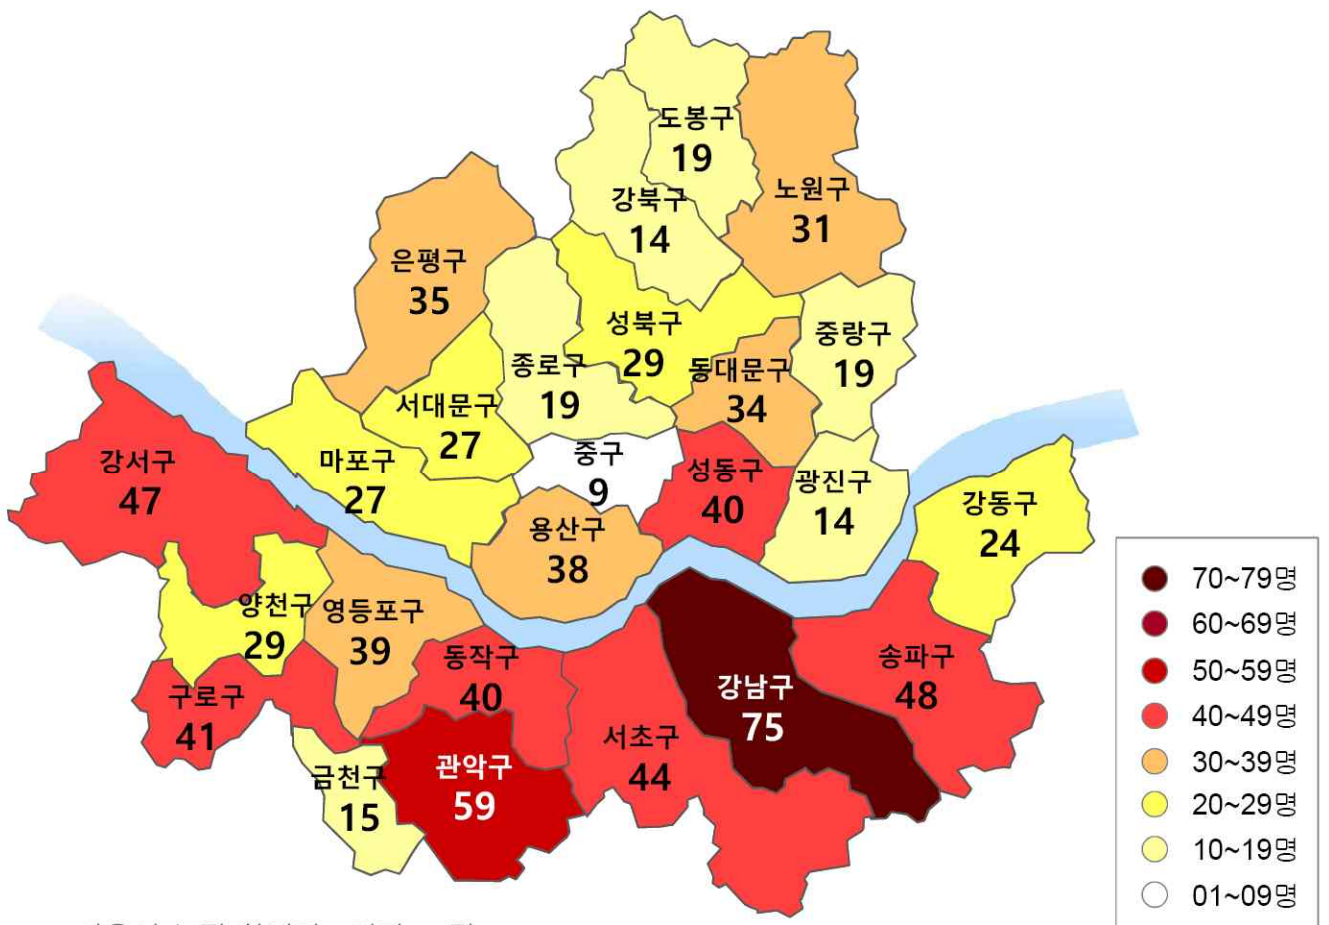 도봉구
19
강북구
14
노원구
31
은평구
35
성북구
29
중랑구
19
종로구
19
동대문구
34
서대문구
27
중구
9
마포구
27
강서구
47
성동구
40
광진구
14
강동구
24
용산구
38
양천구
29
영등포구
39
동작구
40
송파구
48
구로구
41
강남구
75
서초구
44
관악구
59
금천구
15
70~79명
60~69명
50~59명
40~49명
30~39명
20~29명
10~19명
01~09명